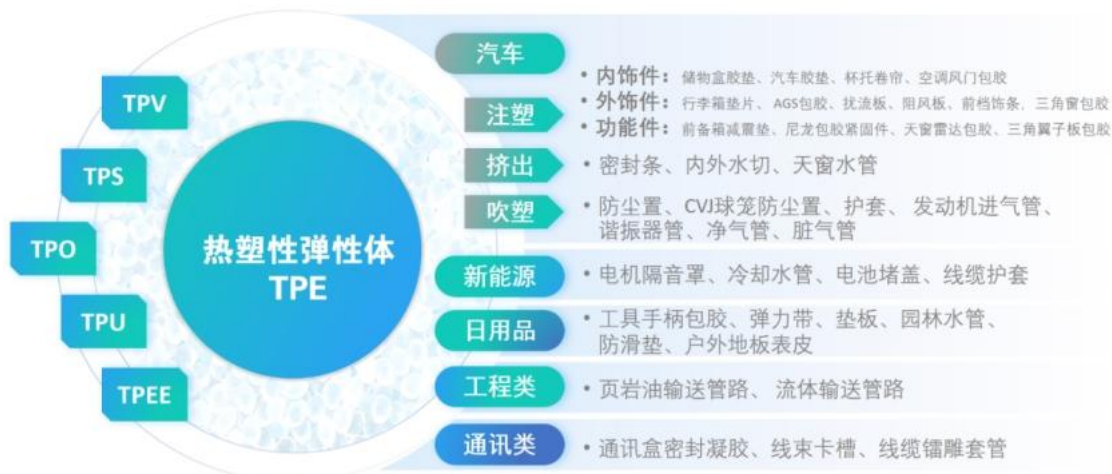 TPV
TPS
TPO
TPU
TPEE
热塑性弹性体
TPE
汽车
注塑
• 内饰件：储物盒胶垫、汽车胶垫、杯托卷帘、空调风门包胶
• 外饰件：行李箱垫片、AGS包胶、扰流板、阻风板、前档饰条，三角窗包胶
• 功能件：前备箱减震垫、尼龙包胶紧固件、天窗雷达包胶、三角翼子板包胶
挤出
• 密封条、内外水切、天窗水管
吹塑
• 防尘置、CVJ球笼防尘置、护套、 发动机进气管、
谐振器管、净气管、脏气管
新能源
• 电机隔音罩、冷却水管、电池堵盖、线缆护套
日用品
• 工具手柄包胶、弹力带、垫板、园林水管、
防滑垫、户外地板表皮
工程类
• 页岩油输送管路、 流体输送管路
通讯类
• 通讯盒密封凝胶、线束卡槽、线缆镭雕套管